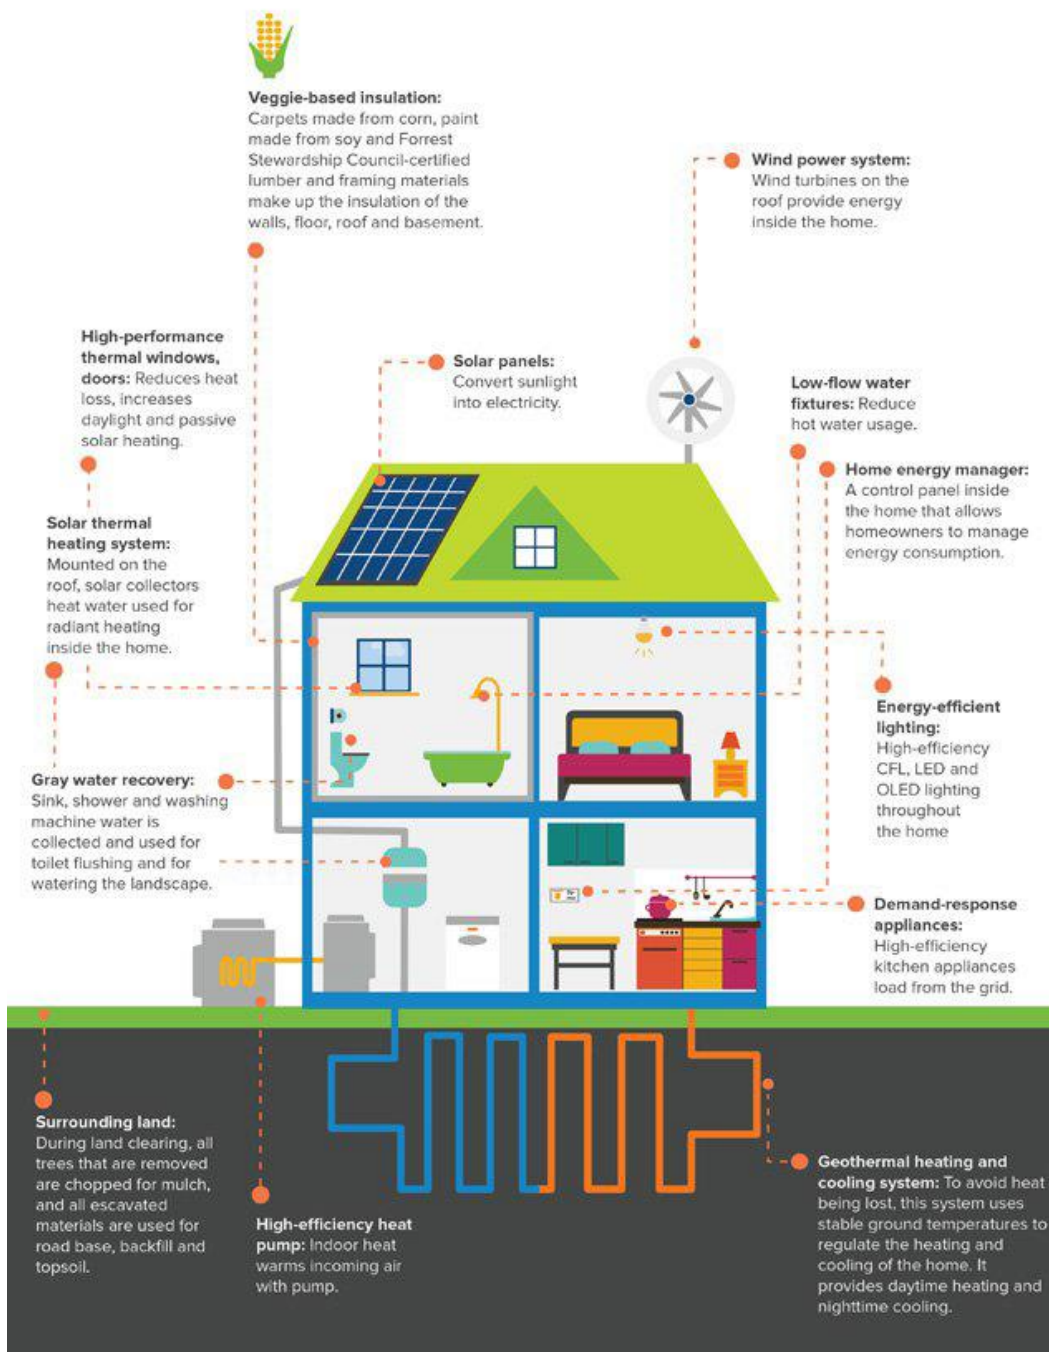 Veggie-based insulation:
Carpets made from corn, paint
made from soy and Forrest
Stewardship Council-certified
lumber and framing materials
make up the insulation of the
walls, floor, roof and basement.
Wind power system:
Wind turbines on the
roof provide energy
inside the home.
High-performance
thermal windows,
doors: Reduces heat
loss, increases
daylight and passive
solar heating.
Solar panels:
Convert sunlight
into electricity.
Low-flow water
fixtures: Reduce
hot water usage.
Home energy manager:
A control panel inside
the home that allows
homeowners to manage
energy consumption.
Solar thermal
heating system:
Mounted on the
roof, solar collectors
heat water used for
radiant heating
inside the home.
Energy-efficient
lighting:
High-efficiency
CFL, LED and
OLED lighting
throughout
the home
Gray water recovery:
Sink, shower and washing
machine water is
collected and used for
toilet flushing and for
watering the landscape.
Demand-response
appliances:
High-efficiency
kitchen appliances
load from the grid.
Surrounding land:
During land clearing, all
trees that are removed
are chopped for mulch,
and all escavated
materials are used for
road base, backfill and
topsoil.
High-efficiency heat
pump: Indoor heat
warms incoming air
with pump.
Geothermal heating and
cooling system: To avoid heat
being lost, this system uses
stable ground temperatures to
regulate the heating and
cooling of the home. It
provides daytime heating and
nighttime cooling.